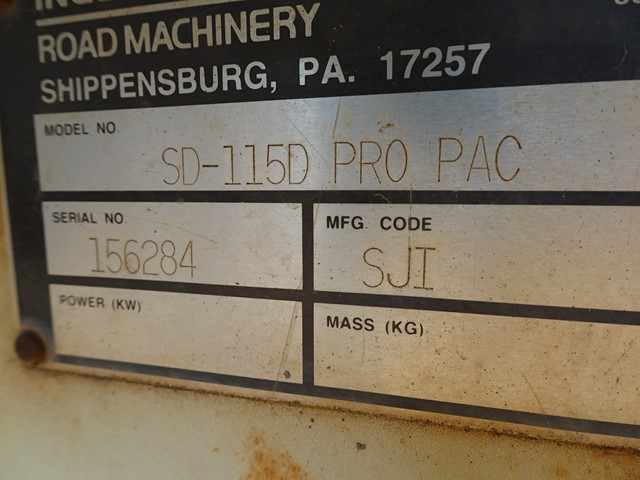 ROAD MACHINERY
SHIPPENSBURG, PA. 17257
MODEL NO.
SD-115D PRO PAC
SERIAL NO
156284
MFG. CODE
SJI
POWER (KW)
MASS (KG)